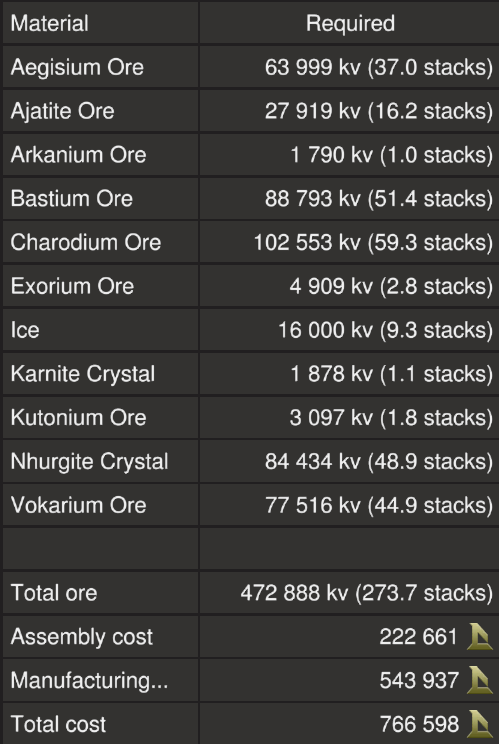 Material Required
Aegisium Ore 63 999 kv (37.0 stacks)
Ajatite Ore 27 919 kv (16.2 stacks)
Arkanium Ore 1 790 kv (1.0 stacks)
Bastium Ore 88 793 kv (51.4 stacks)
Charodium Ore 102 553 kv (59.3 stacks)
Exorium Ore 4 909 kv (2.8 stacks)
Ice 16 000 kv (9.3 stacks)
Karnite Crystal 1 878 kv (1.1 stacks)
Kutonium Ore 3 097 kv (1.8 stacks)
Nhurgite Crystal 84 434 kv (48.9 stacks)
Vokarium Ore 77 516 kv (44.9 stacks)
Total ore 472 888 kv (273.7 stacks)
Assembly cost 222 661
Manufacturing... 543 937
Total cost 766 598